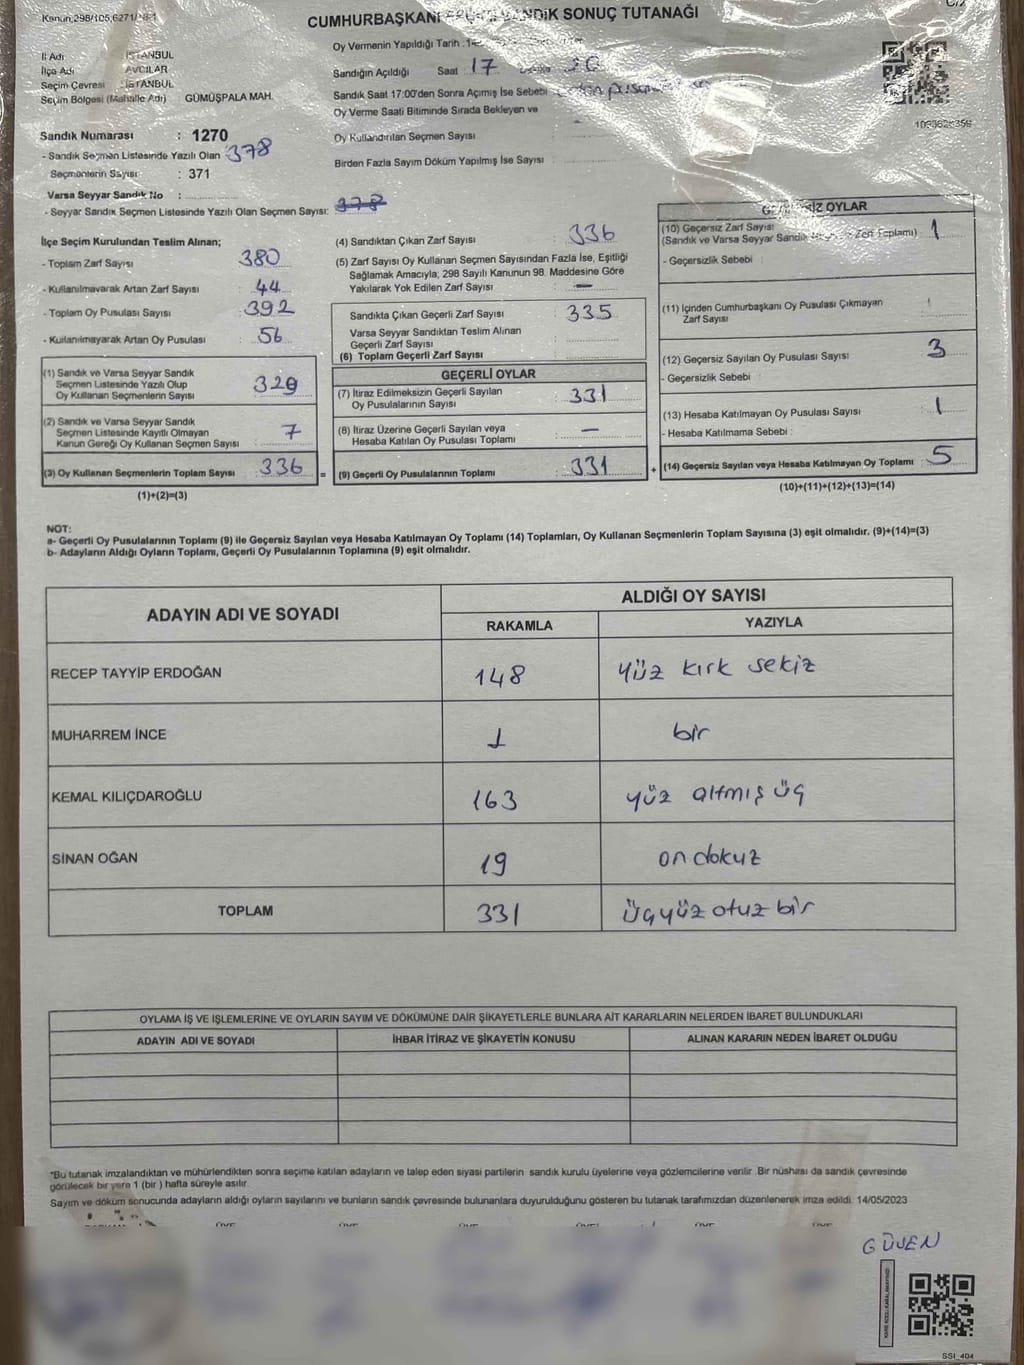 Kanun;298/105,6271/
CUMHURBAŞKANI SANDIK SONUÇ TUTANAĞI
İl Adı : İSTANBUL
İlçe Adı AVCILAR
Seçim Çevresi : İSTANBUL
Seçim Bölgesi (Mahalle Adı) GÜMÜŞPALA MAH.
Oy Vermenin Yapıldığı Tarih :
Sandığın Açıldığı Saat 17
Sandık Saat 17:00'den Sonra Açımış İse Sebebi
Oy Verme Saati Bitiminde Sırada Bekleyen ve
Oy Kullandırılan Seçmen Sayısı
Birden Fazla Sayım Döküm Yapılmış İse Sayısı
Sandık Numarası : 1270
- Sandık Seçmen Listesinde Yazılı Olan 378
Seçmenlerin Sayısı : 371
Varsa Seyyar Sandık No :
- Seyyar Sandık Seçmen Listesinde Yazılı Olan Seçmen Sayısı: 378
İlçe Seçim Kurulundan Teslim Alınan;
- Toplam Zarf Sayısı 380
- Kullanılmayarak Artan Zarf Sayısı : 44
- Toplam Oy Pusulası Sayısı : 392
- Kullanılmayarak Artan Oy Pusulası : 56
(1) Sandık ve Varsa Seyyar Sandık
Seçmen Listesinde Yazılı Olup
Oy Kullanan Seçmenlerin Sayısı : 329
(2) Sandık ve Varsa Seyyar Sandık
Seçmen Listesinde Kayıtlı Olmayan
Kanun Gereği Oy Kullanan Seçmen Sayısı : 7
(3) Oy Kullanan Seçmenlerin Toplam Sayısı : 336 =
(1)+(2)=(3)
(4) Sandıktan Çıkan Zarf Sayısı : 336
(5) Zarf Sayısı Oy Kullanan Seçmen Sayısından Fazla İse, Eşitliği
Sağlamak Amacıyla; 298 Sayılı Kanunun 98. Maddesine Göre
Yakılarak Yok Edilen Zarf Sayısı : —
Sandıkta Çıkan Geçerli Zarf Sayısı : 335
Varsa Seyyar Sandıktan Teslim Alınan
Geçerli Zarf Sayısı :
(6) Toplam Geçerli Zarf Sayısı :
GEÇERLİ OYLAR
(7) İtiraz Edilmeksizin Geçerli Sayılan
Oy Pusulalarının Sayısı : 331
(8) İtiraz Üzerine Geçerli Sayılan veya
Hesaba Katılan Oy Pusulası Toplamı : —
(9) Geçerli Oy Pusulalarının Toplamı : 331 +
OYLAR
(10) Geçersiz Zarf Sayısı
(Sandık ve Varsa Seyyar Zarf Toplamı) : 1
- Geçersizlik Sebebi :
(11) İçinden Cumhurbaşkanı Oy Pusulası Çıkmayan
Zarf Sayısı :
(12) Geçersiz Sayılan Oy Pusulası Sayısı : 3
- Geçersizlik Sebebi :
(13) Hesaba Katılmayan Oy Pusulası Sayısı : 1
- Hesaba Katılmama Sebebi :
(14) Geçersiz Sayılan veya Hesaba Katılmayan Oy Toplamı : 5
(10)+(11)+(12)+(13)=(14)
NOT:
a- Geçerli Oy Pusulalarının Toplamı (9) ile Geçersiz Sayılan veya Hesaba Katılmayan Oy Toplamı (14) Toplamları, Oy Kullanan Seçmenlerin Toplam Sayısına (3) eşit olmalıdır. (9)+(14)=(3)
b- Adayların Aldığı Oyların Toplamı, Geçerli Oy Pusulalarının Toplamına (9) eşit olmalıdır.
ADAYIN ADI VE SOYADI ALDIĞI OY SAYISI
RAKAMLA YAZIYLA
RECEP TAYYİP ERDOĞAN 148 yüz kırk sekiz
MUHARREM İNCE 1 bir
KEMAL KILIÇDAROĞLU 163 yüz altmış üç
SİNAN OĞAN 19 on dokuz
TOPLAM 331 üçyüz otuz bir
OYLAMA İŞ VE İŞLEMLERİNE VE OYLARIN SAYIM VE DÖKÜMÜNE DAİR ŞİKAYETLERLE BUNLARA AİT KARARLARIN NELERDEN İBARET BULUNDUKLARI
ADAYIN ADI VE SOYADI İHBAR İTİRAZ VE ŞİKAYETİN KONUSU ALINAN KARARIN NEDEN İBARET OLDUĞU
*Bu tutanak imzalandıktan ve mühürlendikten sonra seçime katılan adayların ve talep eden siyasi partilerin sandık kurulu üyelerine veya gözlemcilerine verilir. Bir nüshası da sandık çevresinde
görülecek bir yere 1 (bir ) hafta süreyle asılır.
Sayım ve döküm sonucunda adayların aldığı oyların sayılarını ve bunların sandık çevresinde bulunanlara duyurulduğunu gösteren bu tutanak tarafımızdan düzenlenerek imza edildi. 14/05/2023
GÜVEN
SSI_404